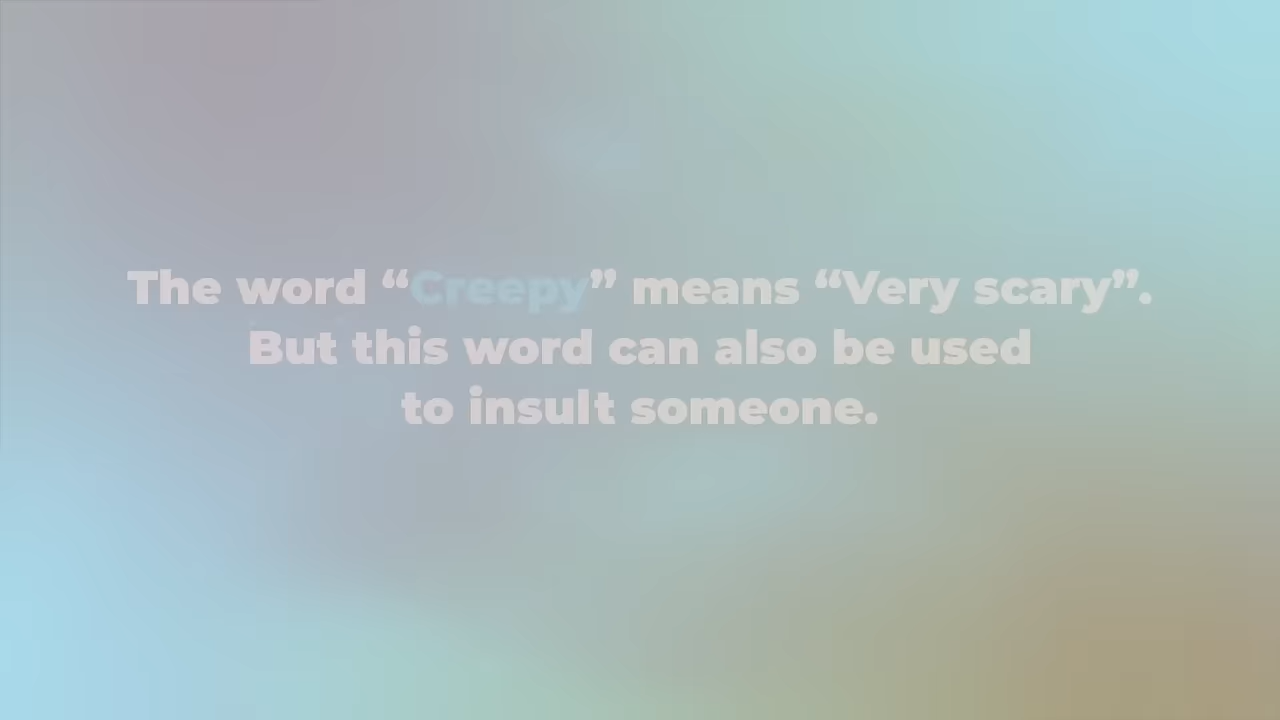 The word “Creepy” means “Very scary”.
But this word can also be used
to insult someone.